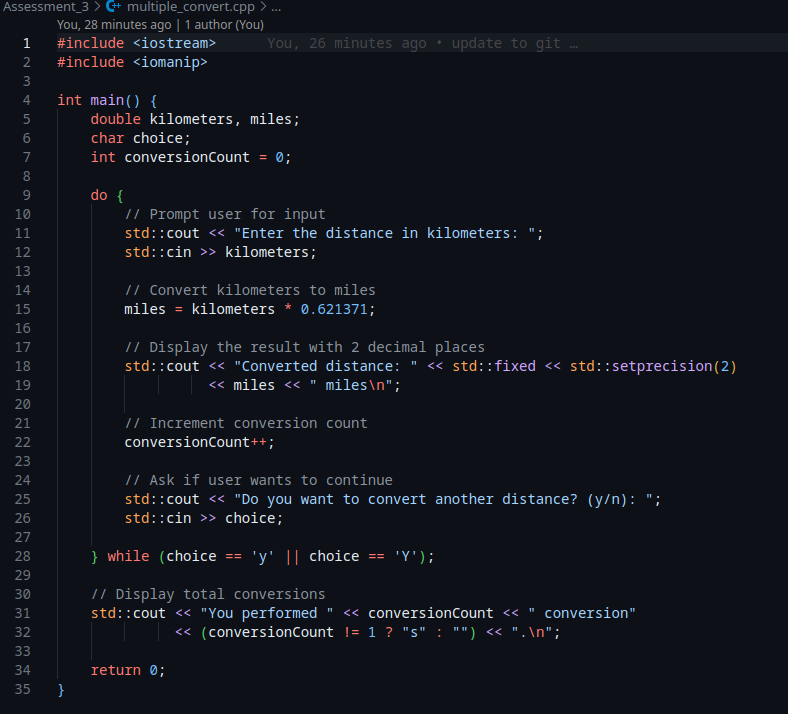 Assessment_3 > multiple_convert.cpp > ...
You, 28 minutes ago | 1 author (You)
1 #include <iostream> You, 26 minutes ago • update to git …
2 #include <iomanip>
3
4 int main() {
5 double kilometers, miles;
6 char choice;
7 int conversionCount = 0;
8
9 do {
10 // Prompt user for input
11 std::cout << "Enter the distance in kilometers: ";
12 std::cin >> kilometers;
13
14 // Convert kilometers to miles
15 miles = kilometers * 0.621371;
16
17 // Display the result with 2 decimal places
18 std::cout << "Converted distance: " << std::fixed << std::setprecision(2)
19 << miles << " miles\n";
20
21 // Increment conversion count
22 conversionCount++;
23
24 // Ask if user wants to continue
25 std::cout << "Do you want to convert another distance? (y/n): ";
26 std::cin >> choice;
27
28 } while (choice == 'y' || choice == 'Y');
29
30 // Display total conversions
31 std::cout << "You performed " << conversionCount << " conversion"
32 << (conversionCount != 1 ? "s" : "") << ".\n";
33
34 return 0;
35 }